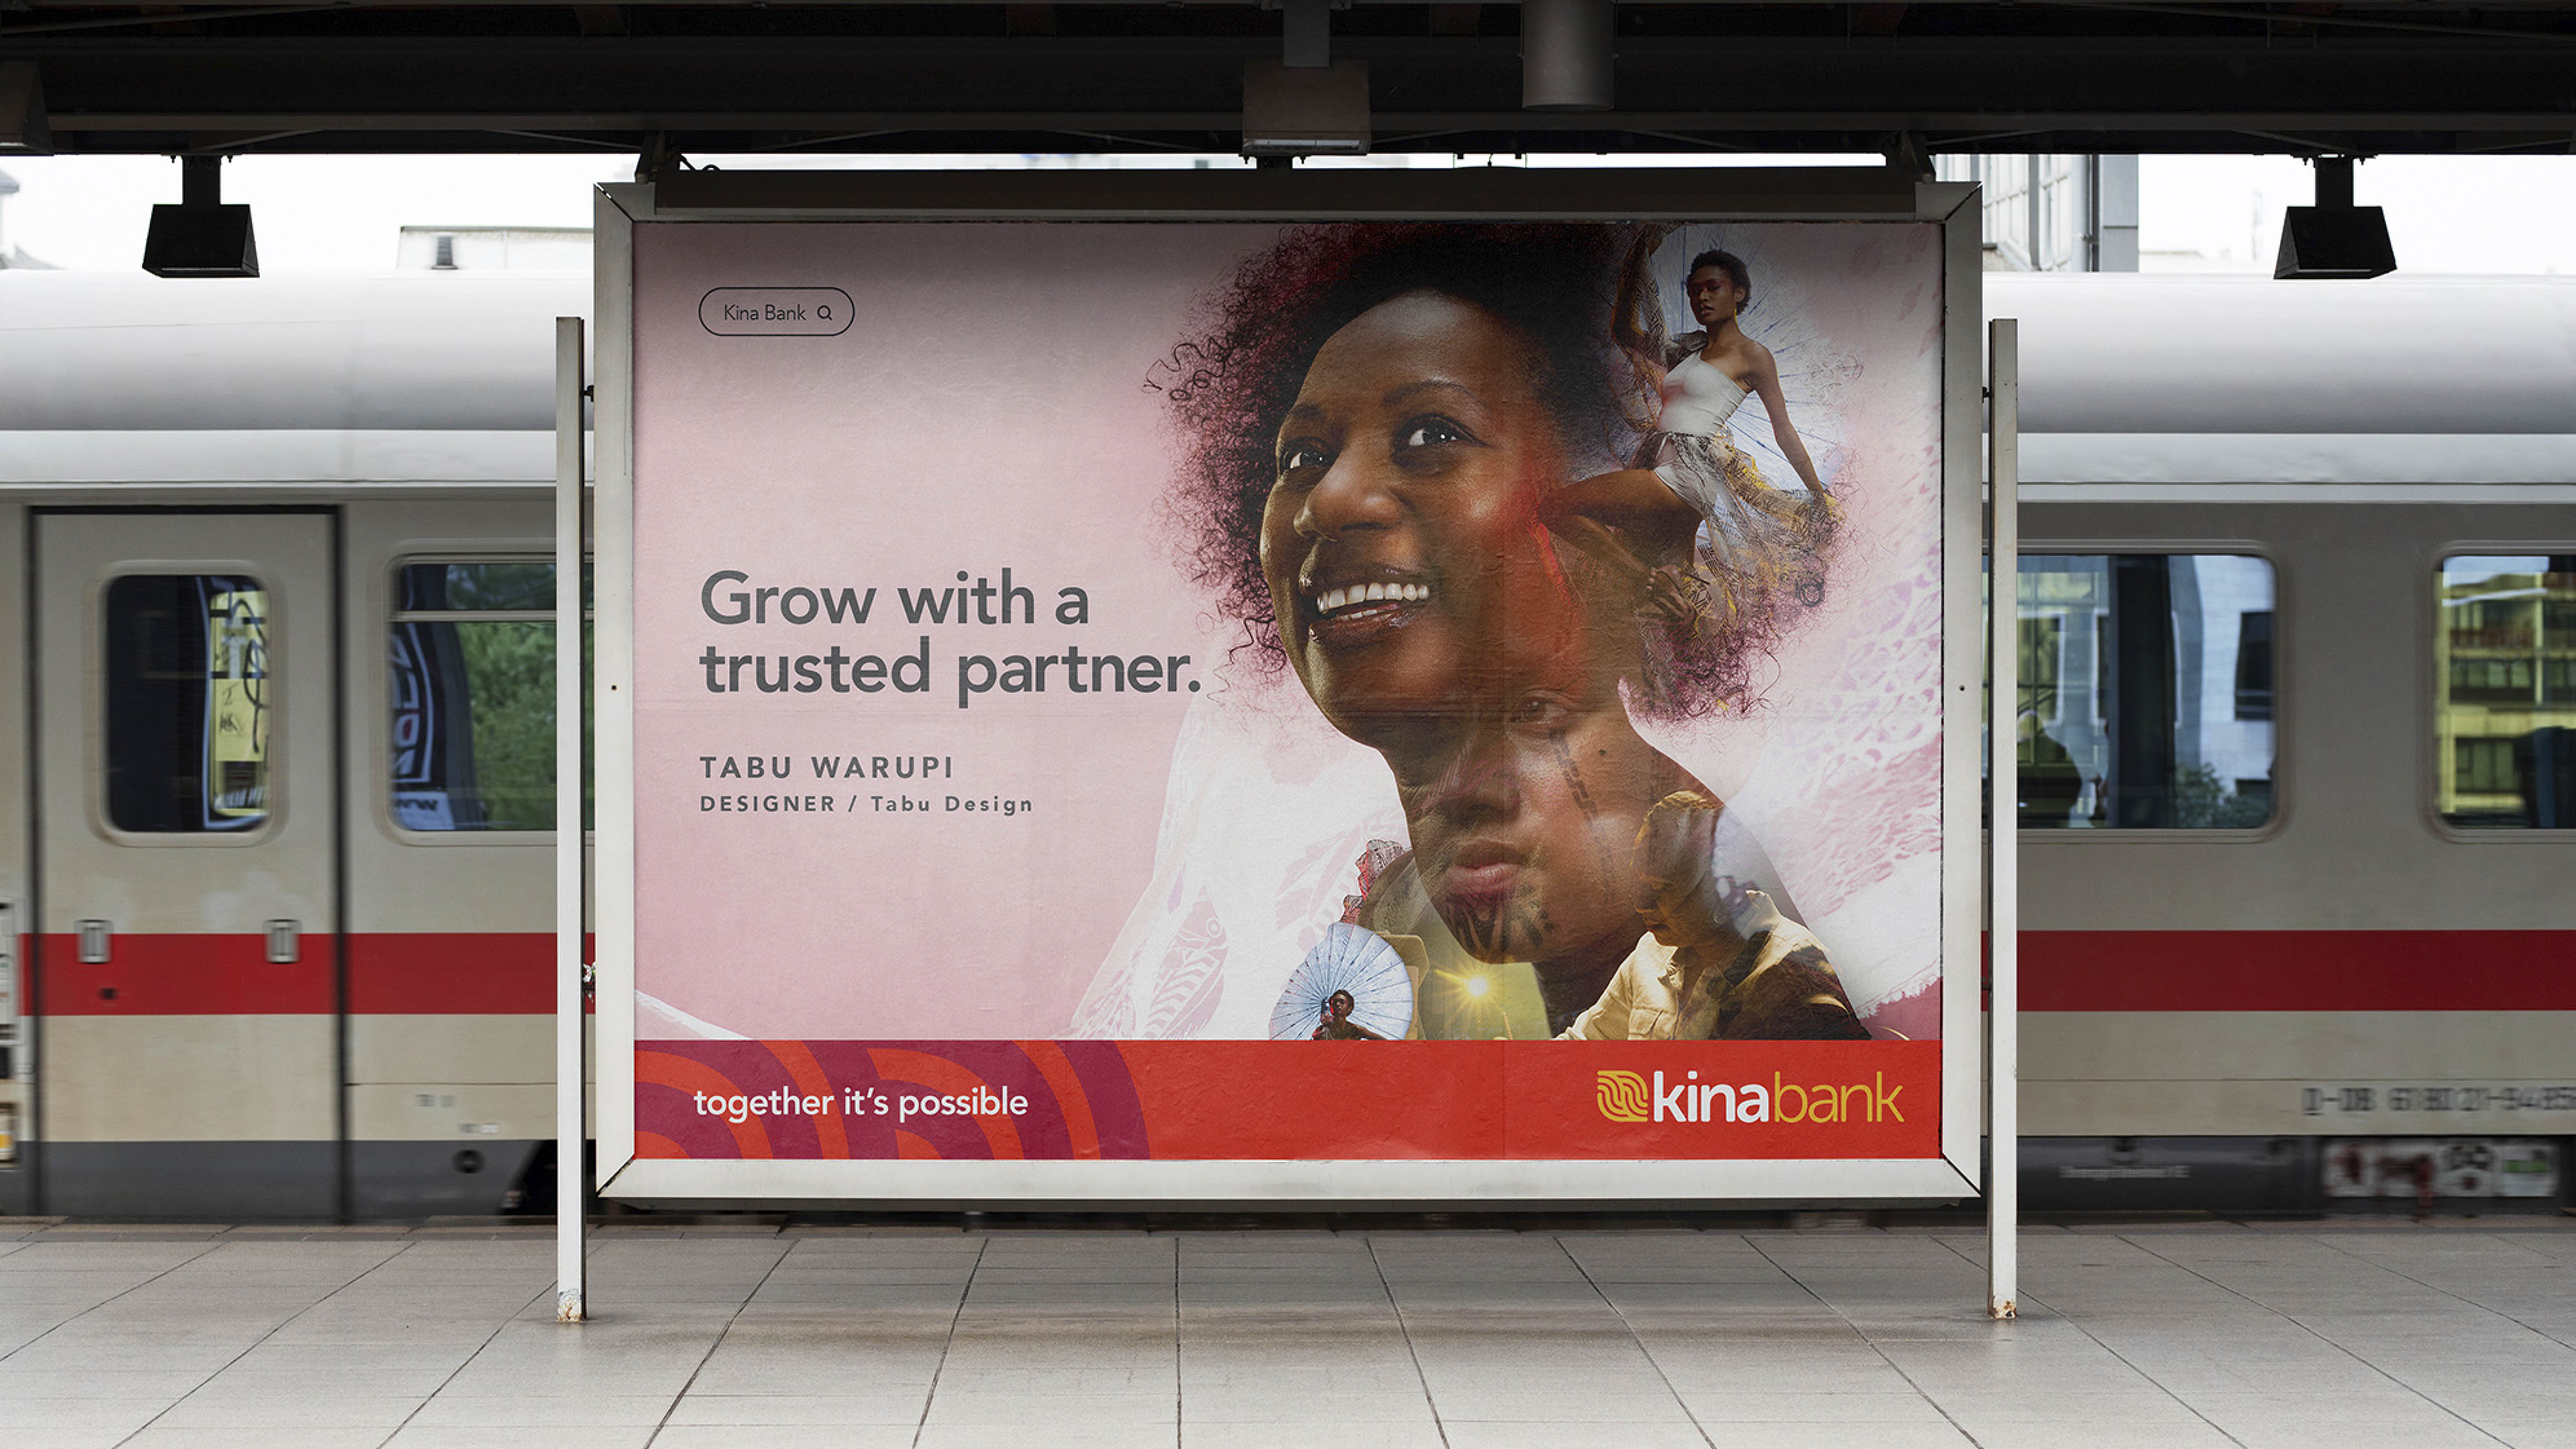 Kina Bank
Grow with a
trusted partner.
TABU WARUPI
DESIGNER / Tabu Design
together it's possible
kinabank